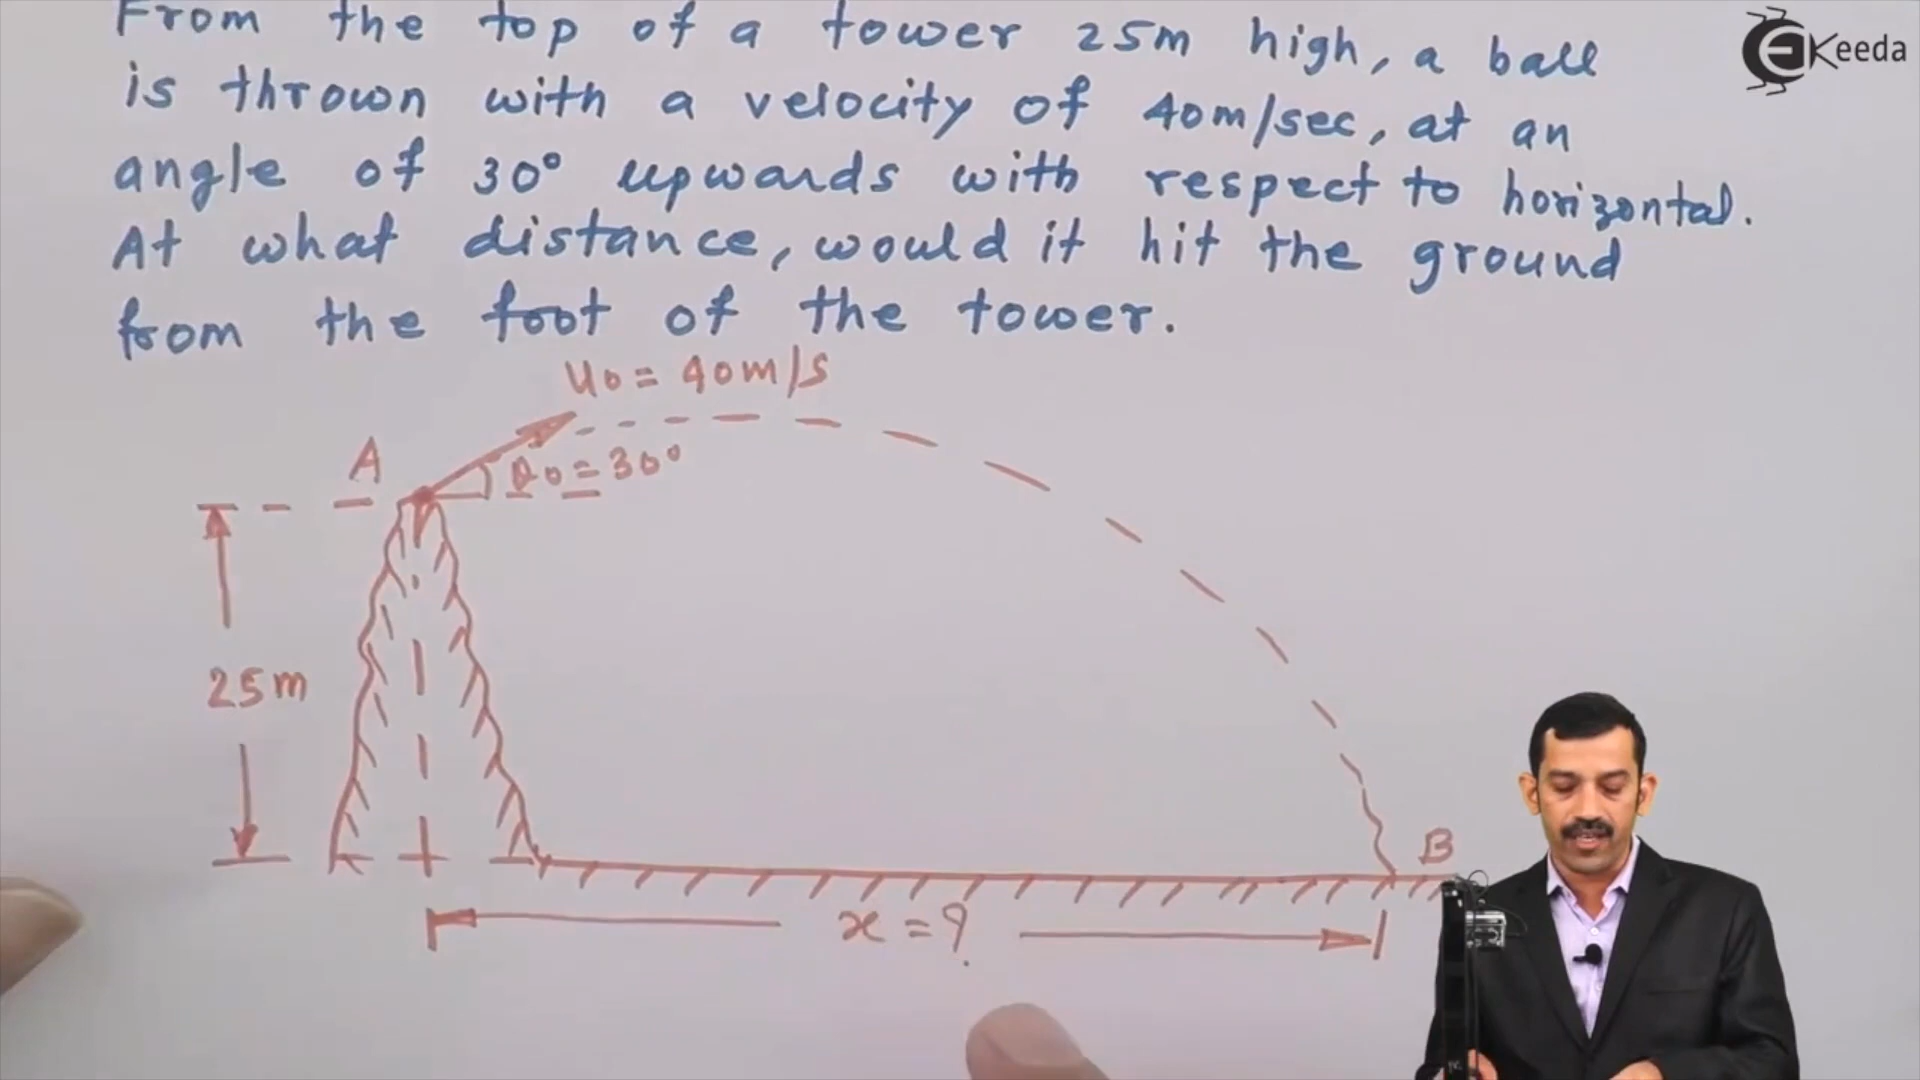 From the top of a tower 25m high, a ball
is thrown with a velocity of 40m/sec, at an
angle of 30° upwards with respect to horizontal.
At what distance, would it hit the ground
from the foot of the tower.
u0 = 40m/s
A
θ0 = 30°
25m
B
x = ?
EKeeda